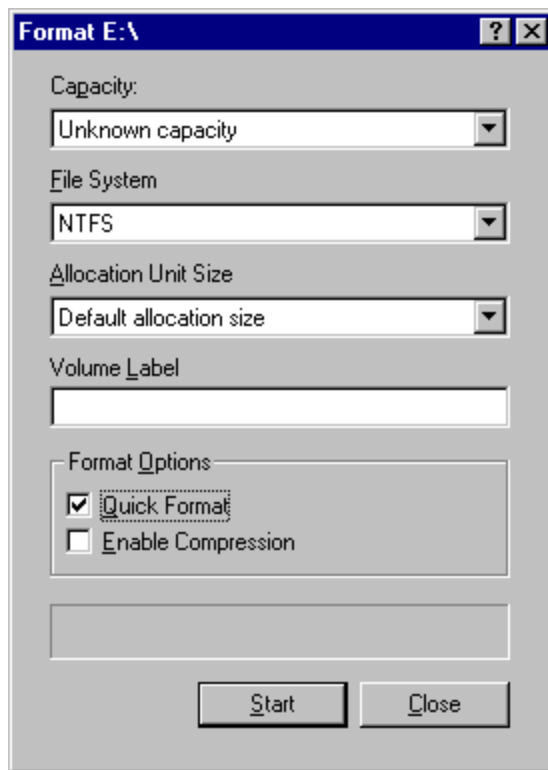 Format E:\
?
Capacity:
Unknown capacity
File System
NTFS
Allocation Unit Size
Default allocation size
Volume Label
Format Options
Quick Format
Enable Compression
Start
Close